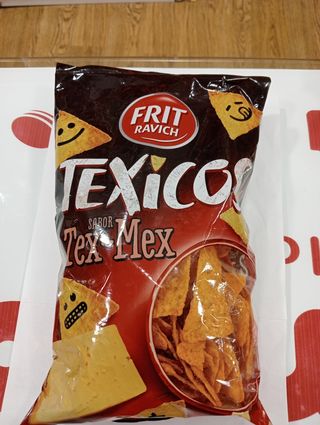 FRIT
RAVICH
TEXICOS
SABOR
Tex Mex